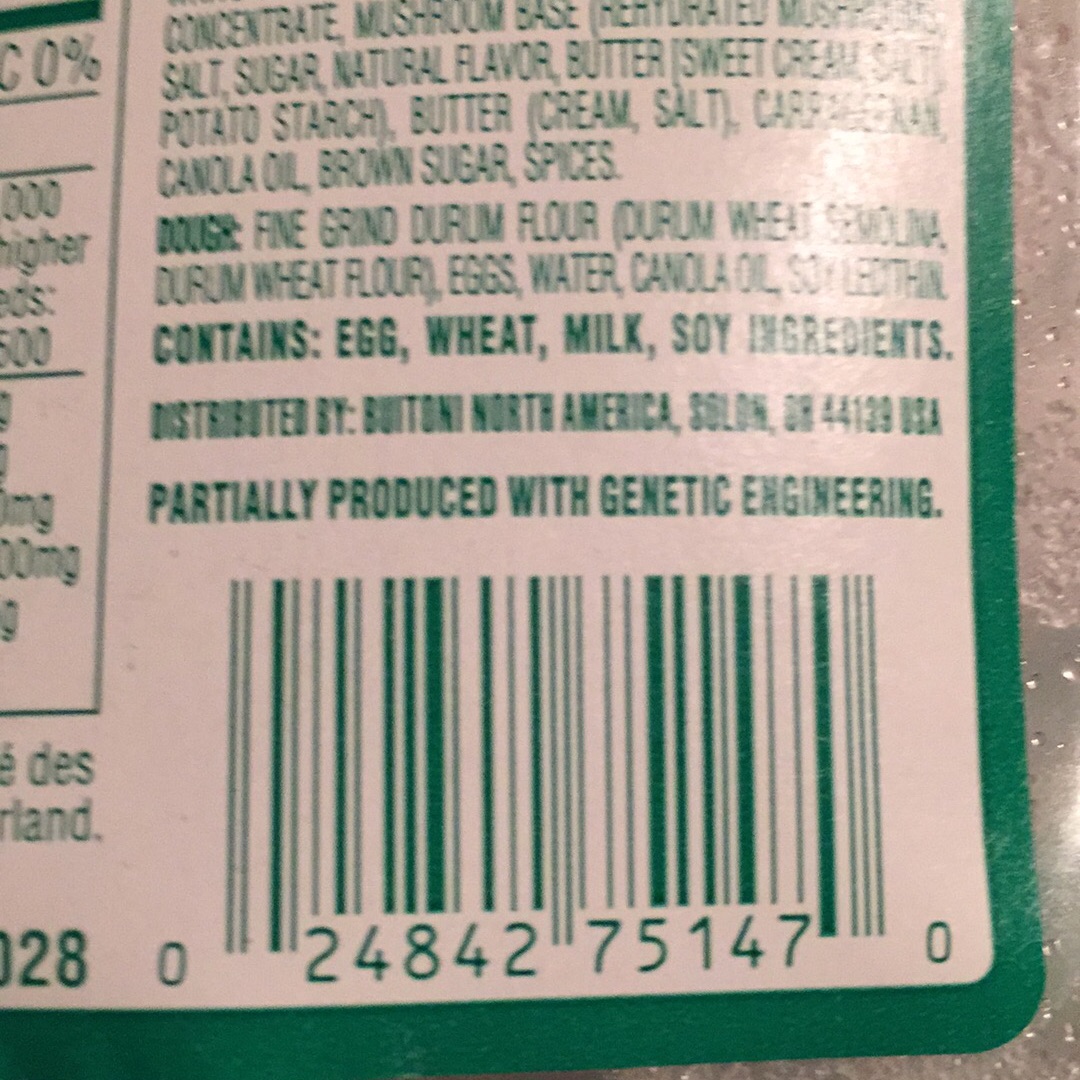 C 0%
,000
higher
eds:
500
g
g
0mg
00mg
g
é des
rland.
028
CONCENTRATE, MUSHROOM BASE (REHYDRATED MUSHROOMS,
SALT, SUGAR, NATURAL FLAVOR, BUTTER [SWEET CREAM, SALT],
POTATO STARCH), BUTTER (CREAM, SALT), CARRAGEENAN,
CANOLA OIL, BROWN SUGAR, SPICES.
DOUGH: FINE GRIND DURUM FLOUR (DURUM WHEAT SEMOLINA,
DURUM WHEAT FLOUR), EGGS, WATER, CANOLA OIL, SOY LECITHIN.
CONTAINS: EGG, WHEAT, MILK, SOY INGREDIENTS.
DISTRIBUTED BY: BUITONI NORTH AMERICA, SOLON, OH 44139 USA
PARTIALLY PRODUCED WITH GENETIC ENGINEERING.
0 24842 75147 0